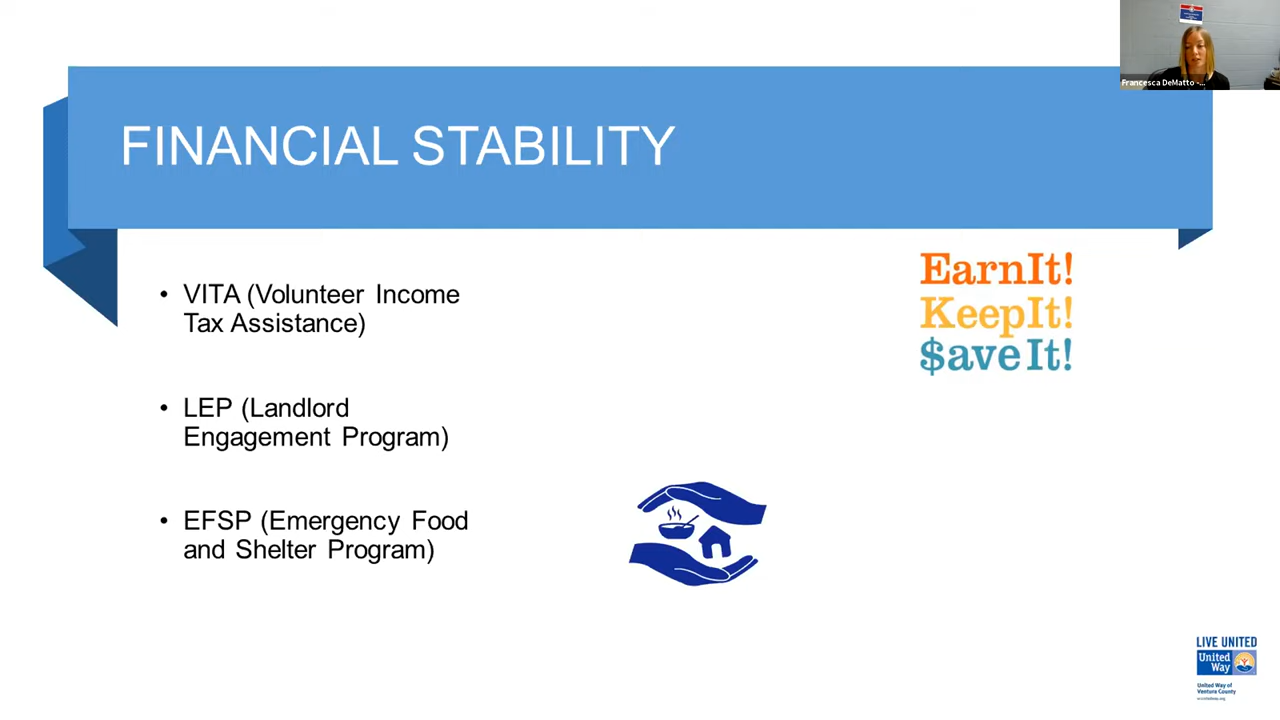 Francesca DeMatto -...
FINANCIAL STABILITY
• VITA (Volunteer Income
Tax Assistance)
• LEP (Landlord
Engagement Program)
• EFSP (Emergency Food
and Shelter Program)
EarnIt!
KeepIt!
$aveIt!
LIVE UNITED
United
Way
United Way of
Ventura County